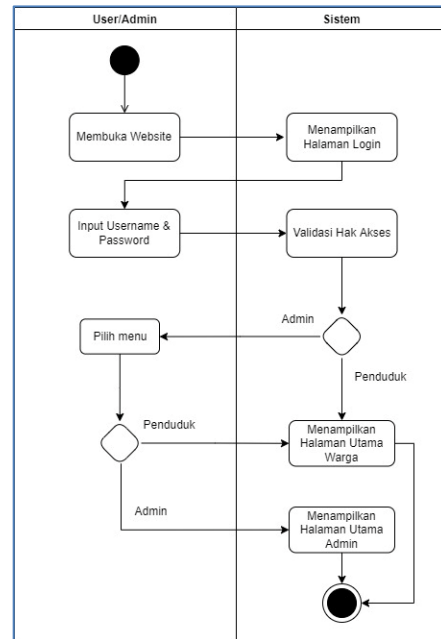 User/Admin
Sistem
Membuka Website
Menampilkan
Halaman Login
Input Username &
Password
Validasi Hak Akses
Admin
Pilih menu
Penduduk
Penduduk
Menampilkan
Halaman Utama
Warga
Admin
Menampilkan
Halaman Utama
Admin